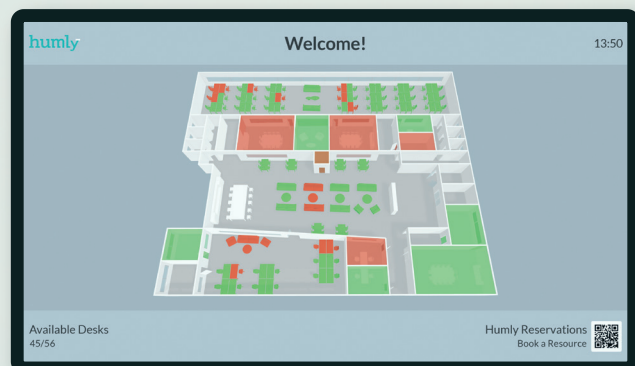 humly
Welcome!
13:50
Available Desks
45/56
Humly Reservations
Book a Resource